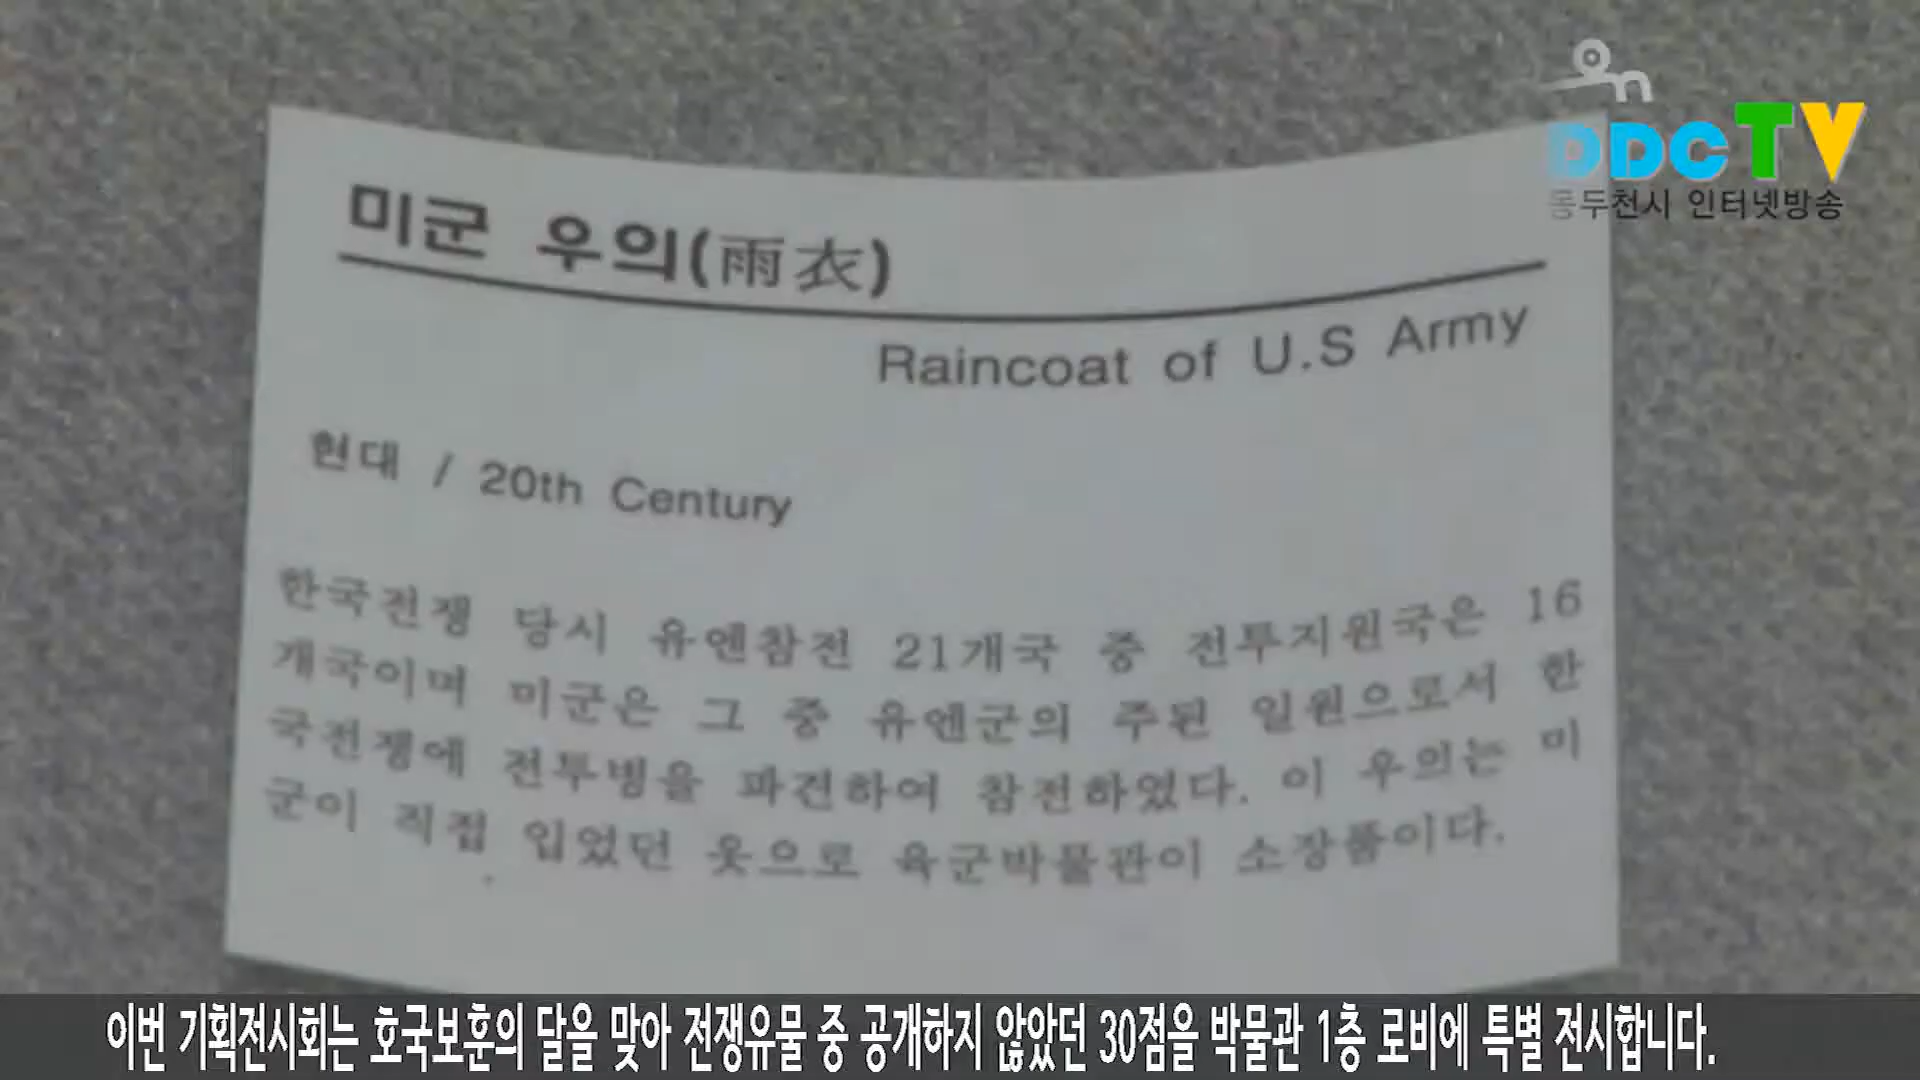 DDCTV
동두천시 인터넷방송
미군 우의(雨衣)
Raincoat of U.S Army
현대 / 20th Century
한국전쟁 당시 유엔참전 21개국 중 전투지원국은 16
개국이며 미군은 그 중 유엔군의 주된 일원으로서 한
국전쟁에 전투병을 파견하여 참전하였다. 이 우의는 미
군이 직접 입었던 옷으로 육군박물관이 소장품이다.
이번 기획전시회는 호국보훈의 달을 맞아 전쟁유물 중 공개하지 않았던 30점을 박물관 1층 로비에 특별 전시합니다.